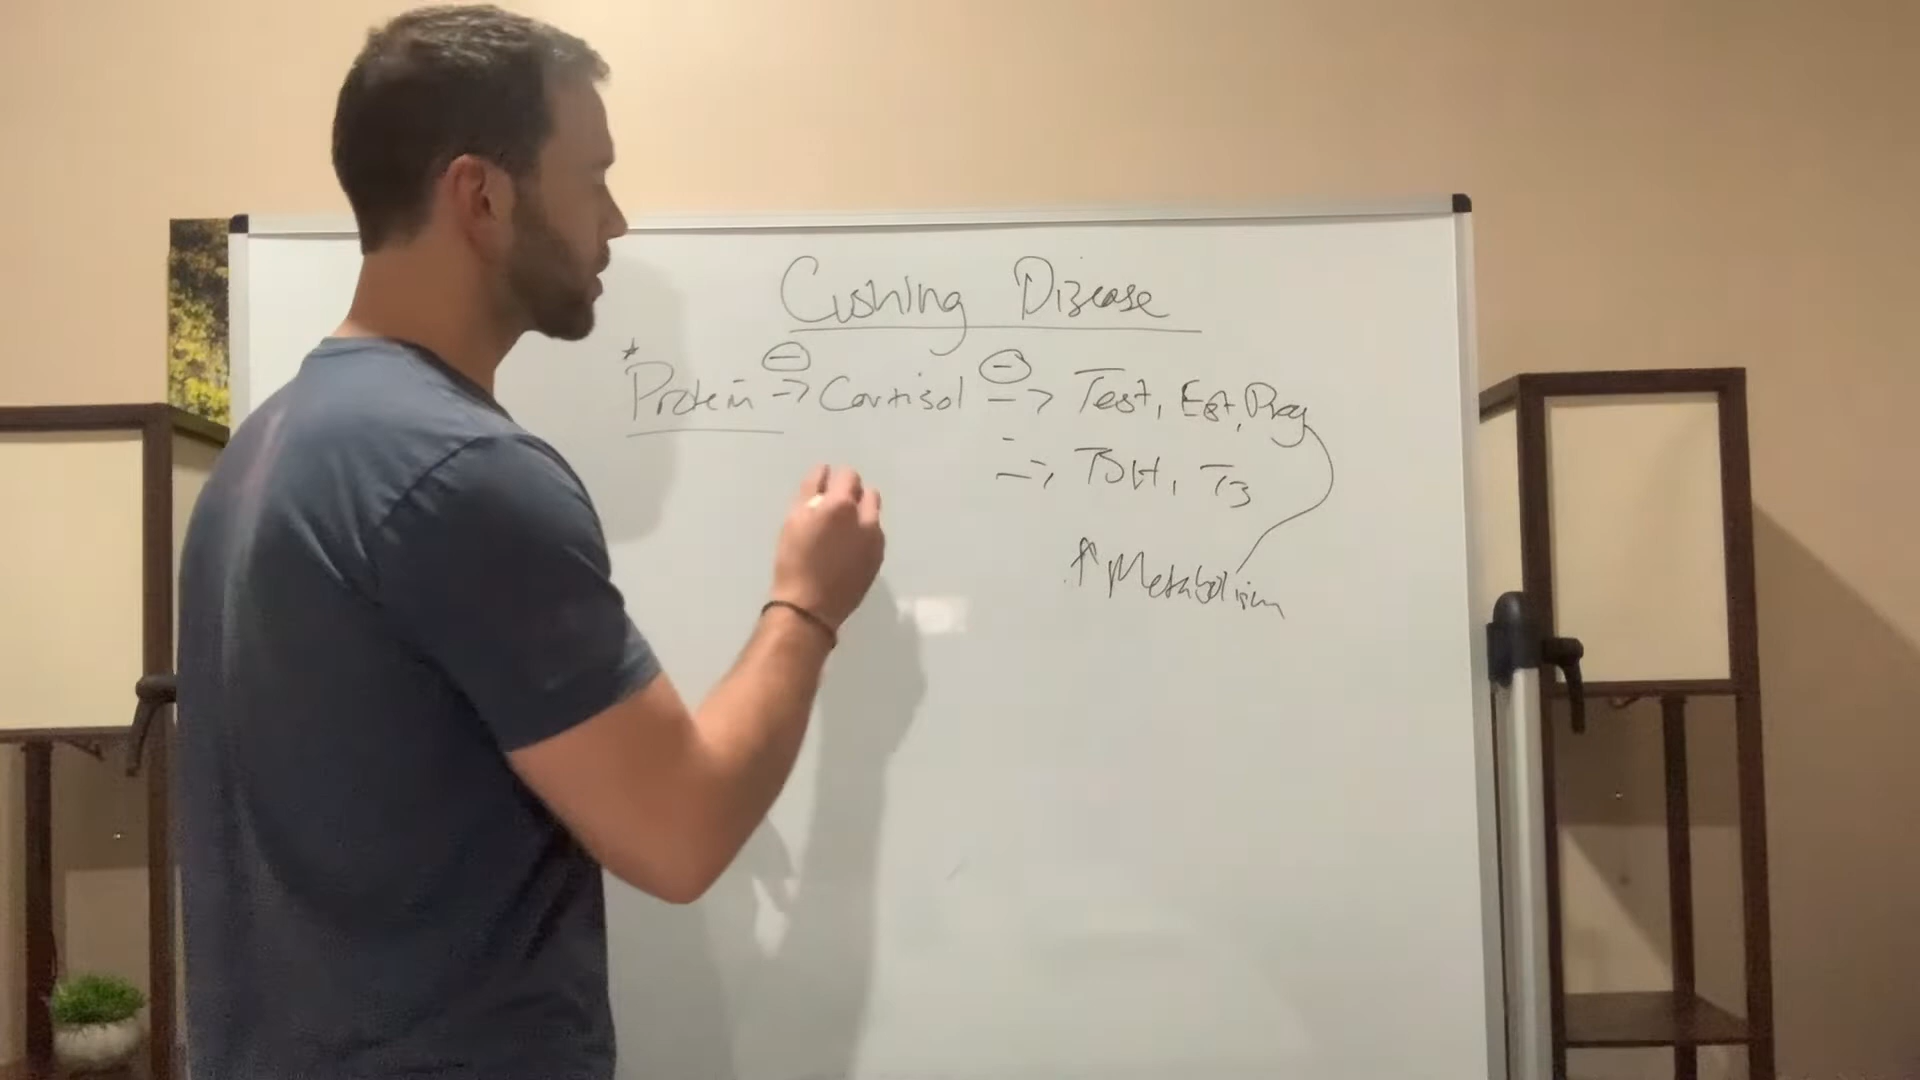 Cushing Disease
* Protein ⊖ → Cortisol ⊖ → Test, Est, Prog
→ TSH, T3
↑ Metabolism